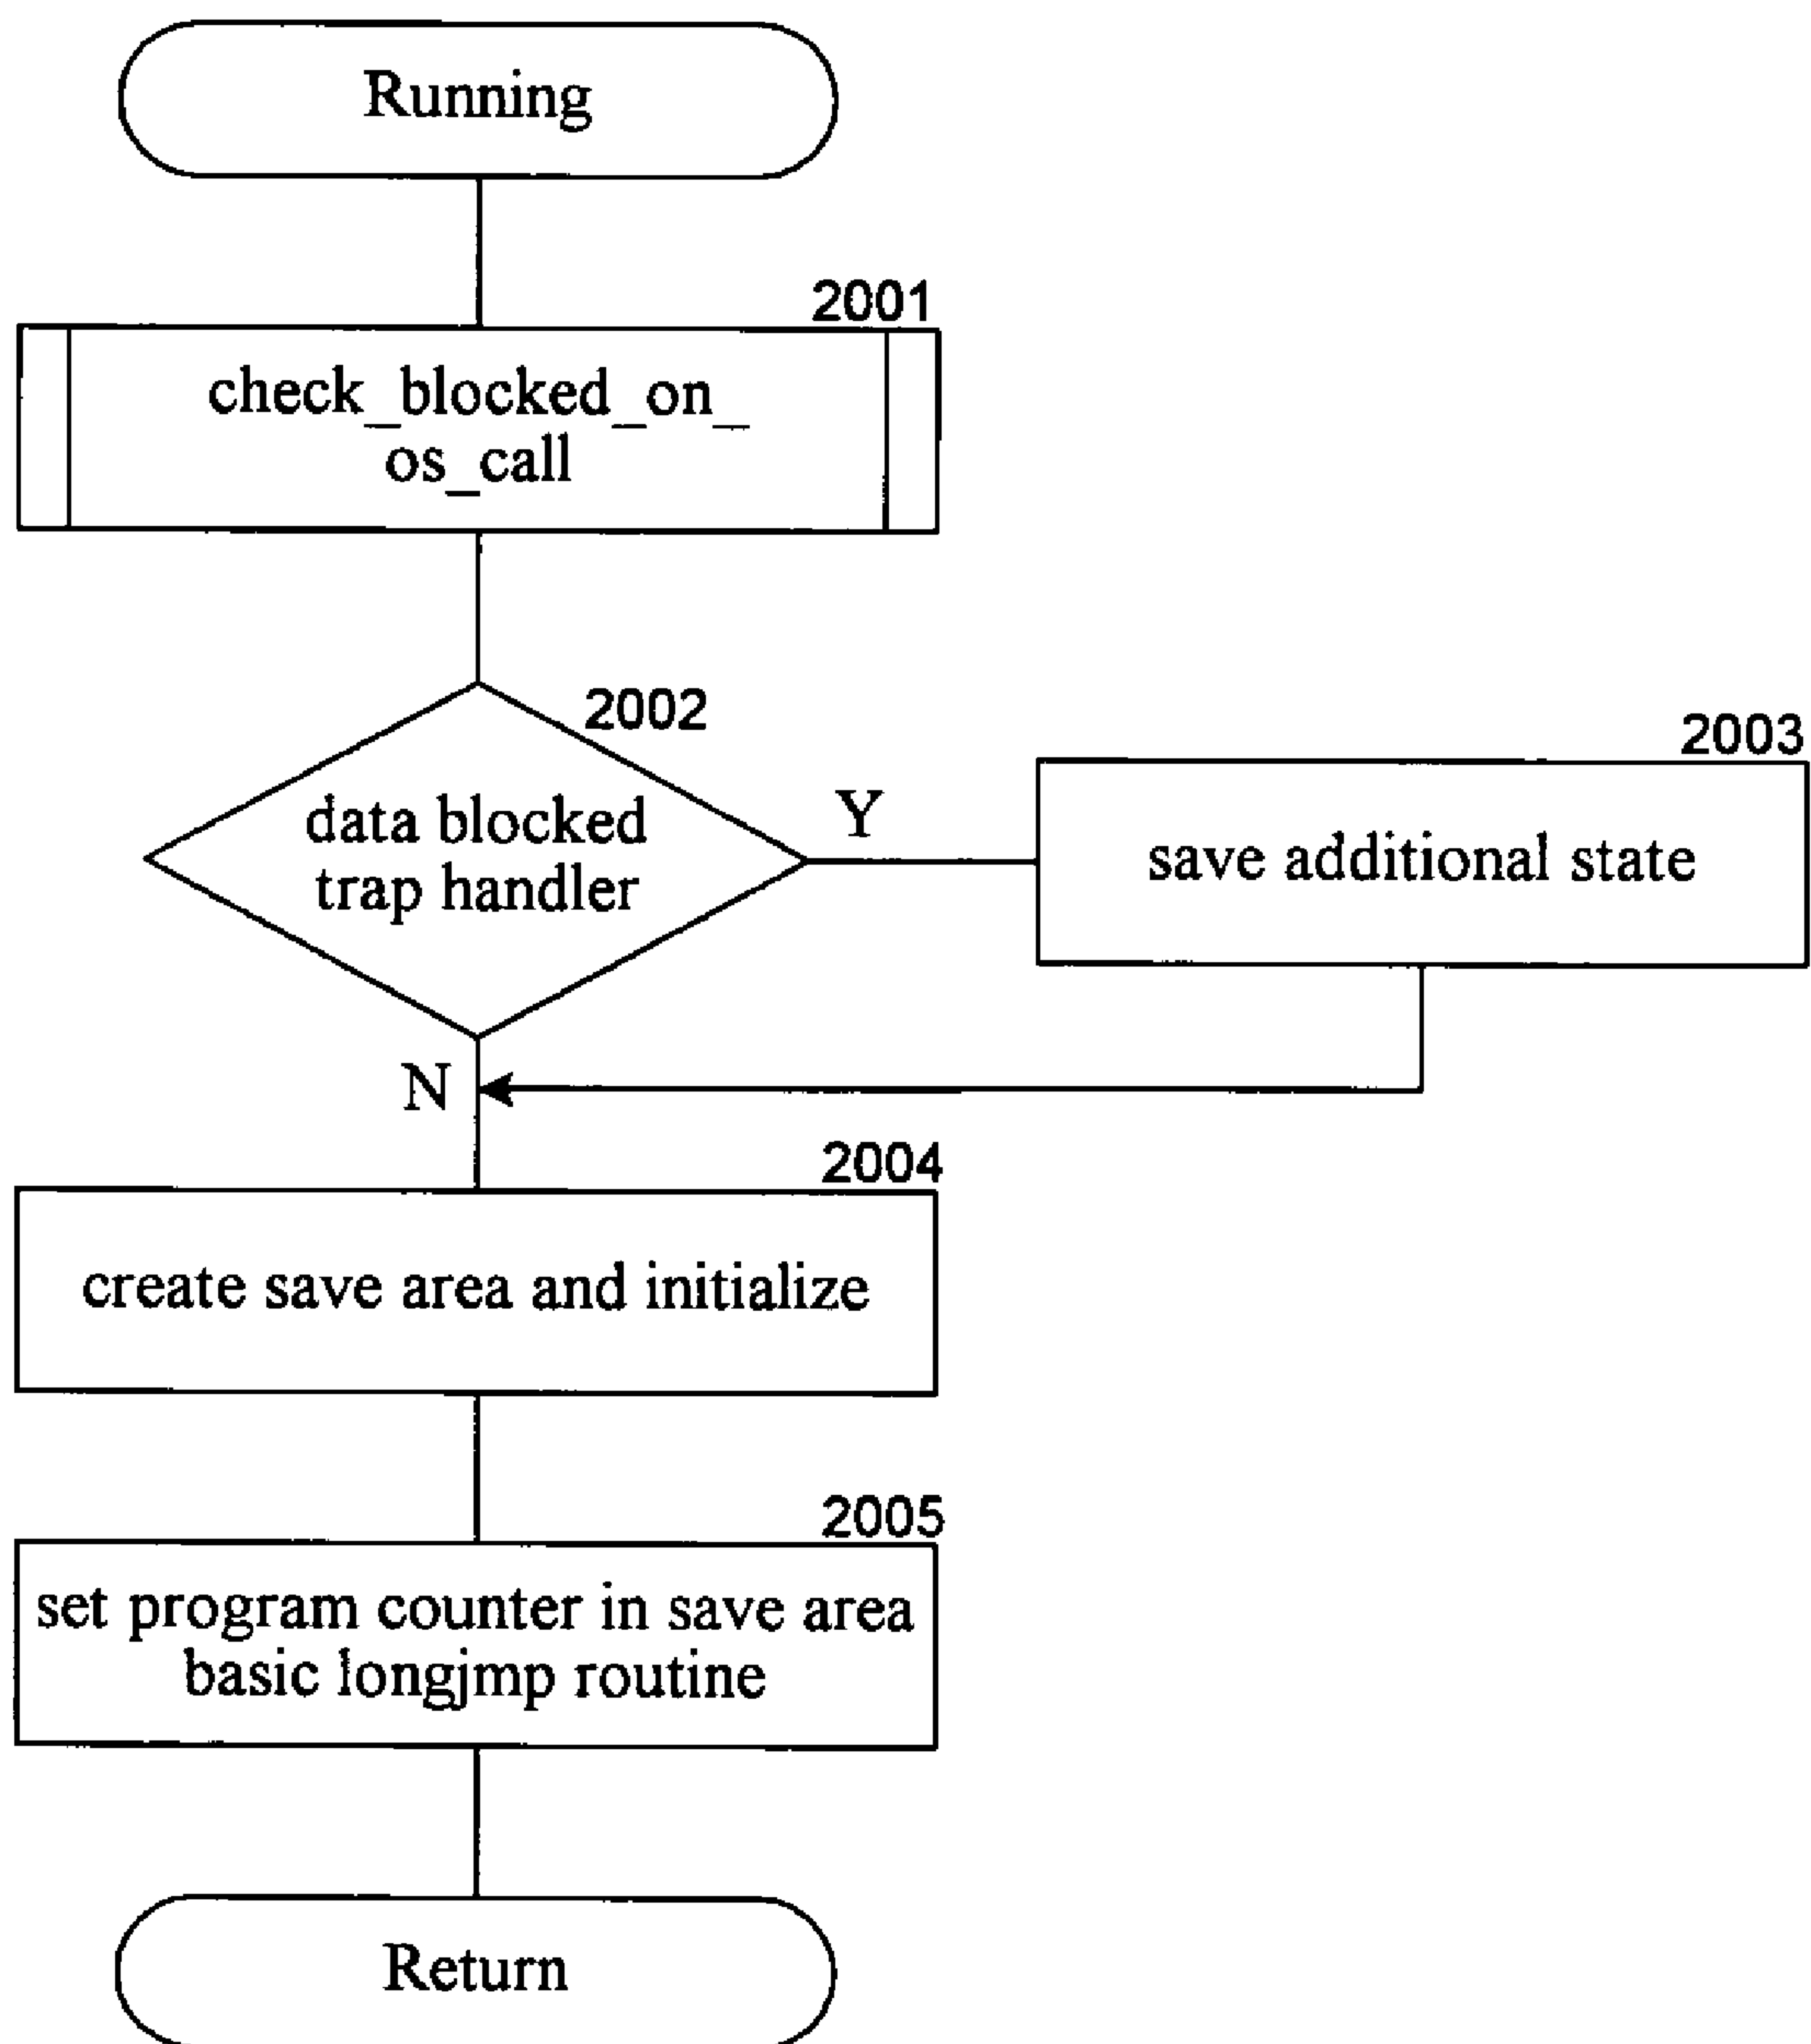 Running
2001
check_blocked_on_
os_call
2002
data blocked
trap handler
Y
2003
save additional state
N
2004
create save area and initialize
2005
set program counter in save area
basic longjmp routine
Return